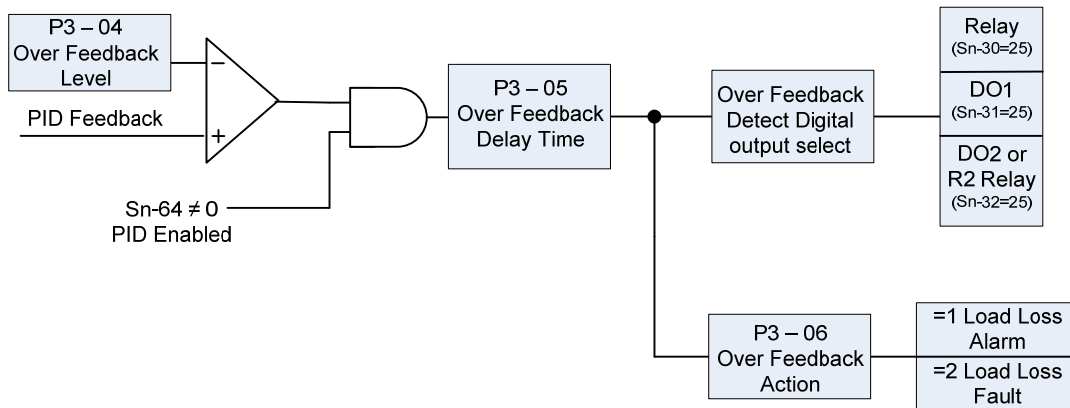 P3 – 04
Over Feedback
Level
PID Feedback
−
+
Sn-64 ≠ 0
PID Enabled
P3 – 05
Over Feedback
Delay Time
Over Feedback
Detect Digital
output select
Relay
(Sn-30=25)
DO1
(Sn-31=25)
DO2 or
R2 Relay
(Sn-32=25)
P3 – 06
Over Feedback
Action
=1 Load Loss
Alarm
=2 Load Loss
Fault